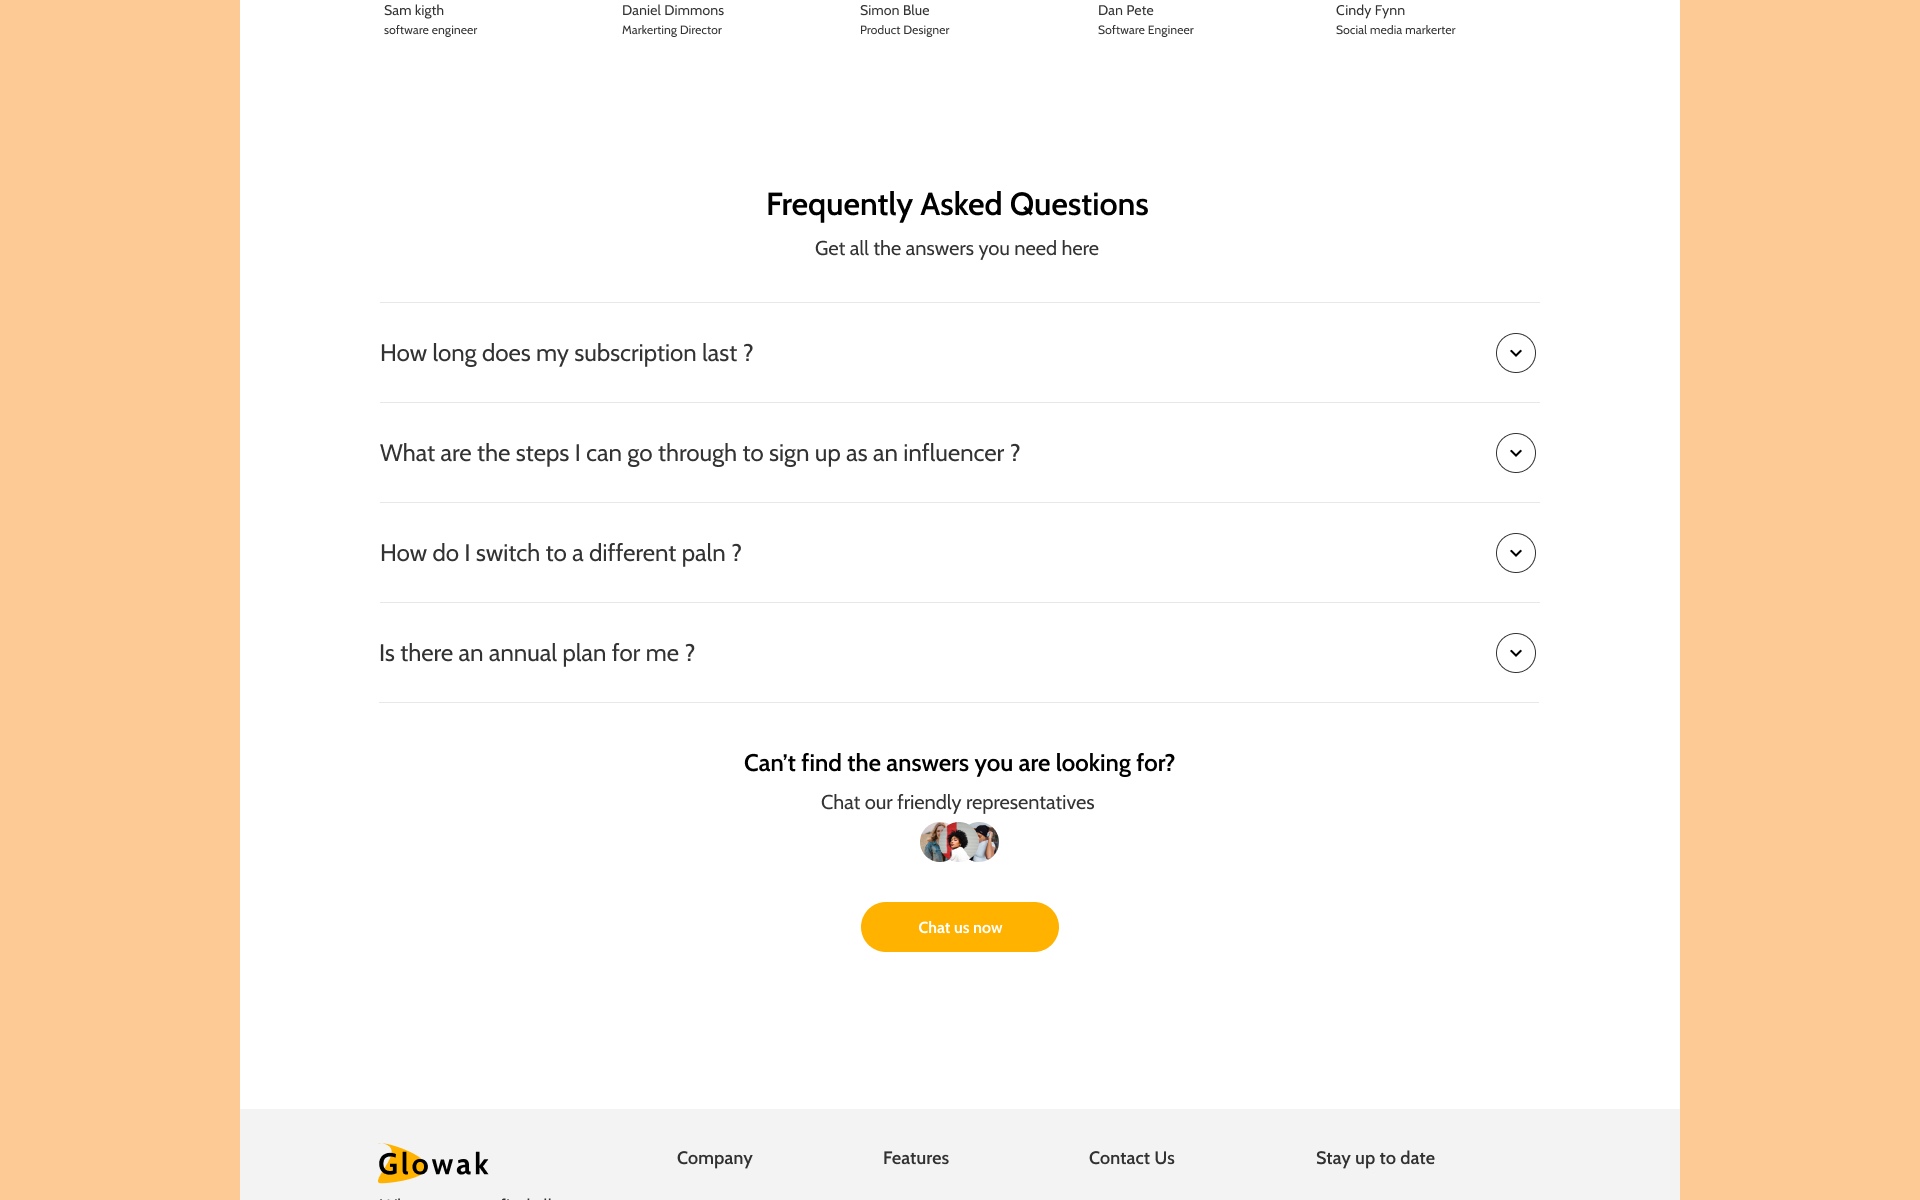 Sam kigth
Daniel Dimmons
Simon Blue
Dan Pete
Cindy Fynn
software engineer
Markerting Director
Product Designer
Software Engineer
Social media markerter
Frequently Asked Questions
Get all the answers you need here
How long does my subscription last ?
What are the steps I can go through to sign up as an influencer ?
How do I switch to a different paln ?
Is there an annual plan for me ?
Can’t find the answers you are looking for?
Chat our friendly representatives
Chat us now
Glowak
Company
Features
Contact Us
Stay up to date